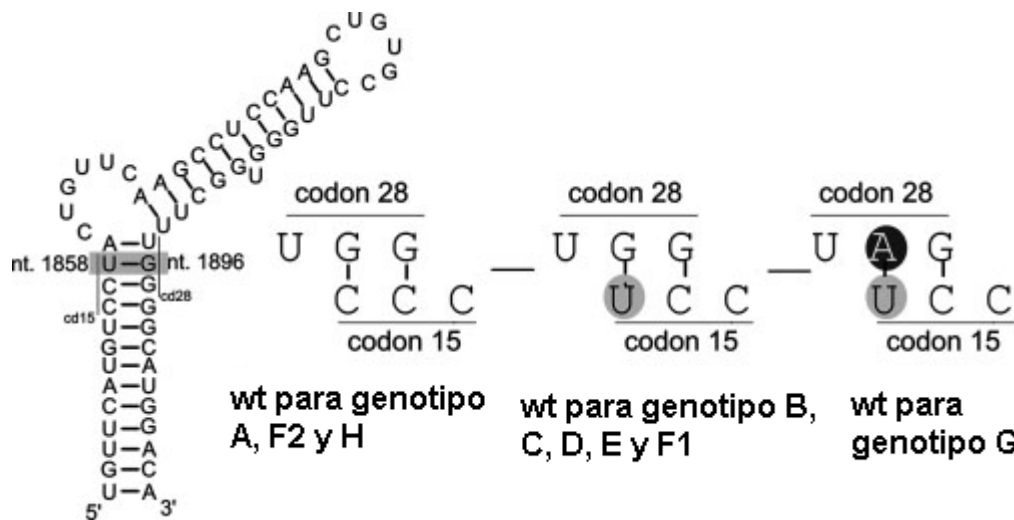 U G U U C A U G U C C U A C U G U U C A A G C C U C C A A G C U G U G C C U U G G G U G G C U U U G G G G C A U G G A C A
nt. 1858
nt. 1896
cd15
cd28
5'
3'
codon 28
U G G
C C C
codon 15
wt para genotipo
A, F2 y H
codon 28
U G G
U C C
codon 15
wt para genotipo B,
C, D, E y F1
codon 28
U A G
U C C
codon 15
wt para
genotipo G